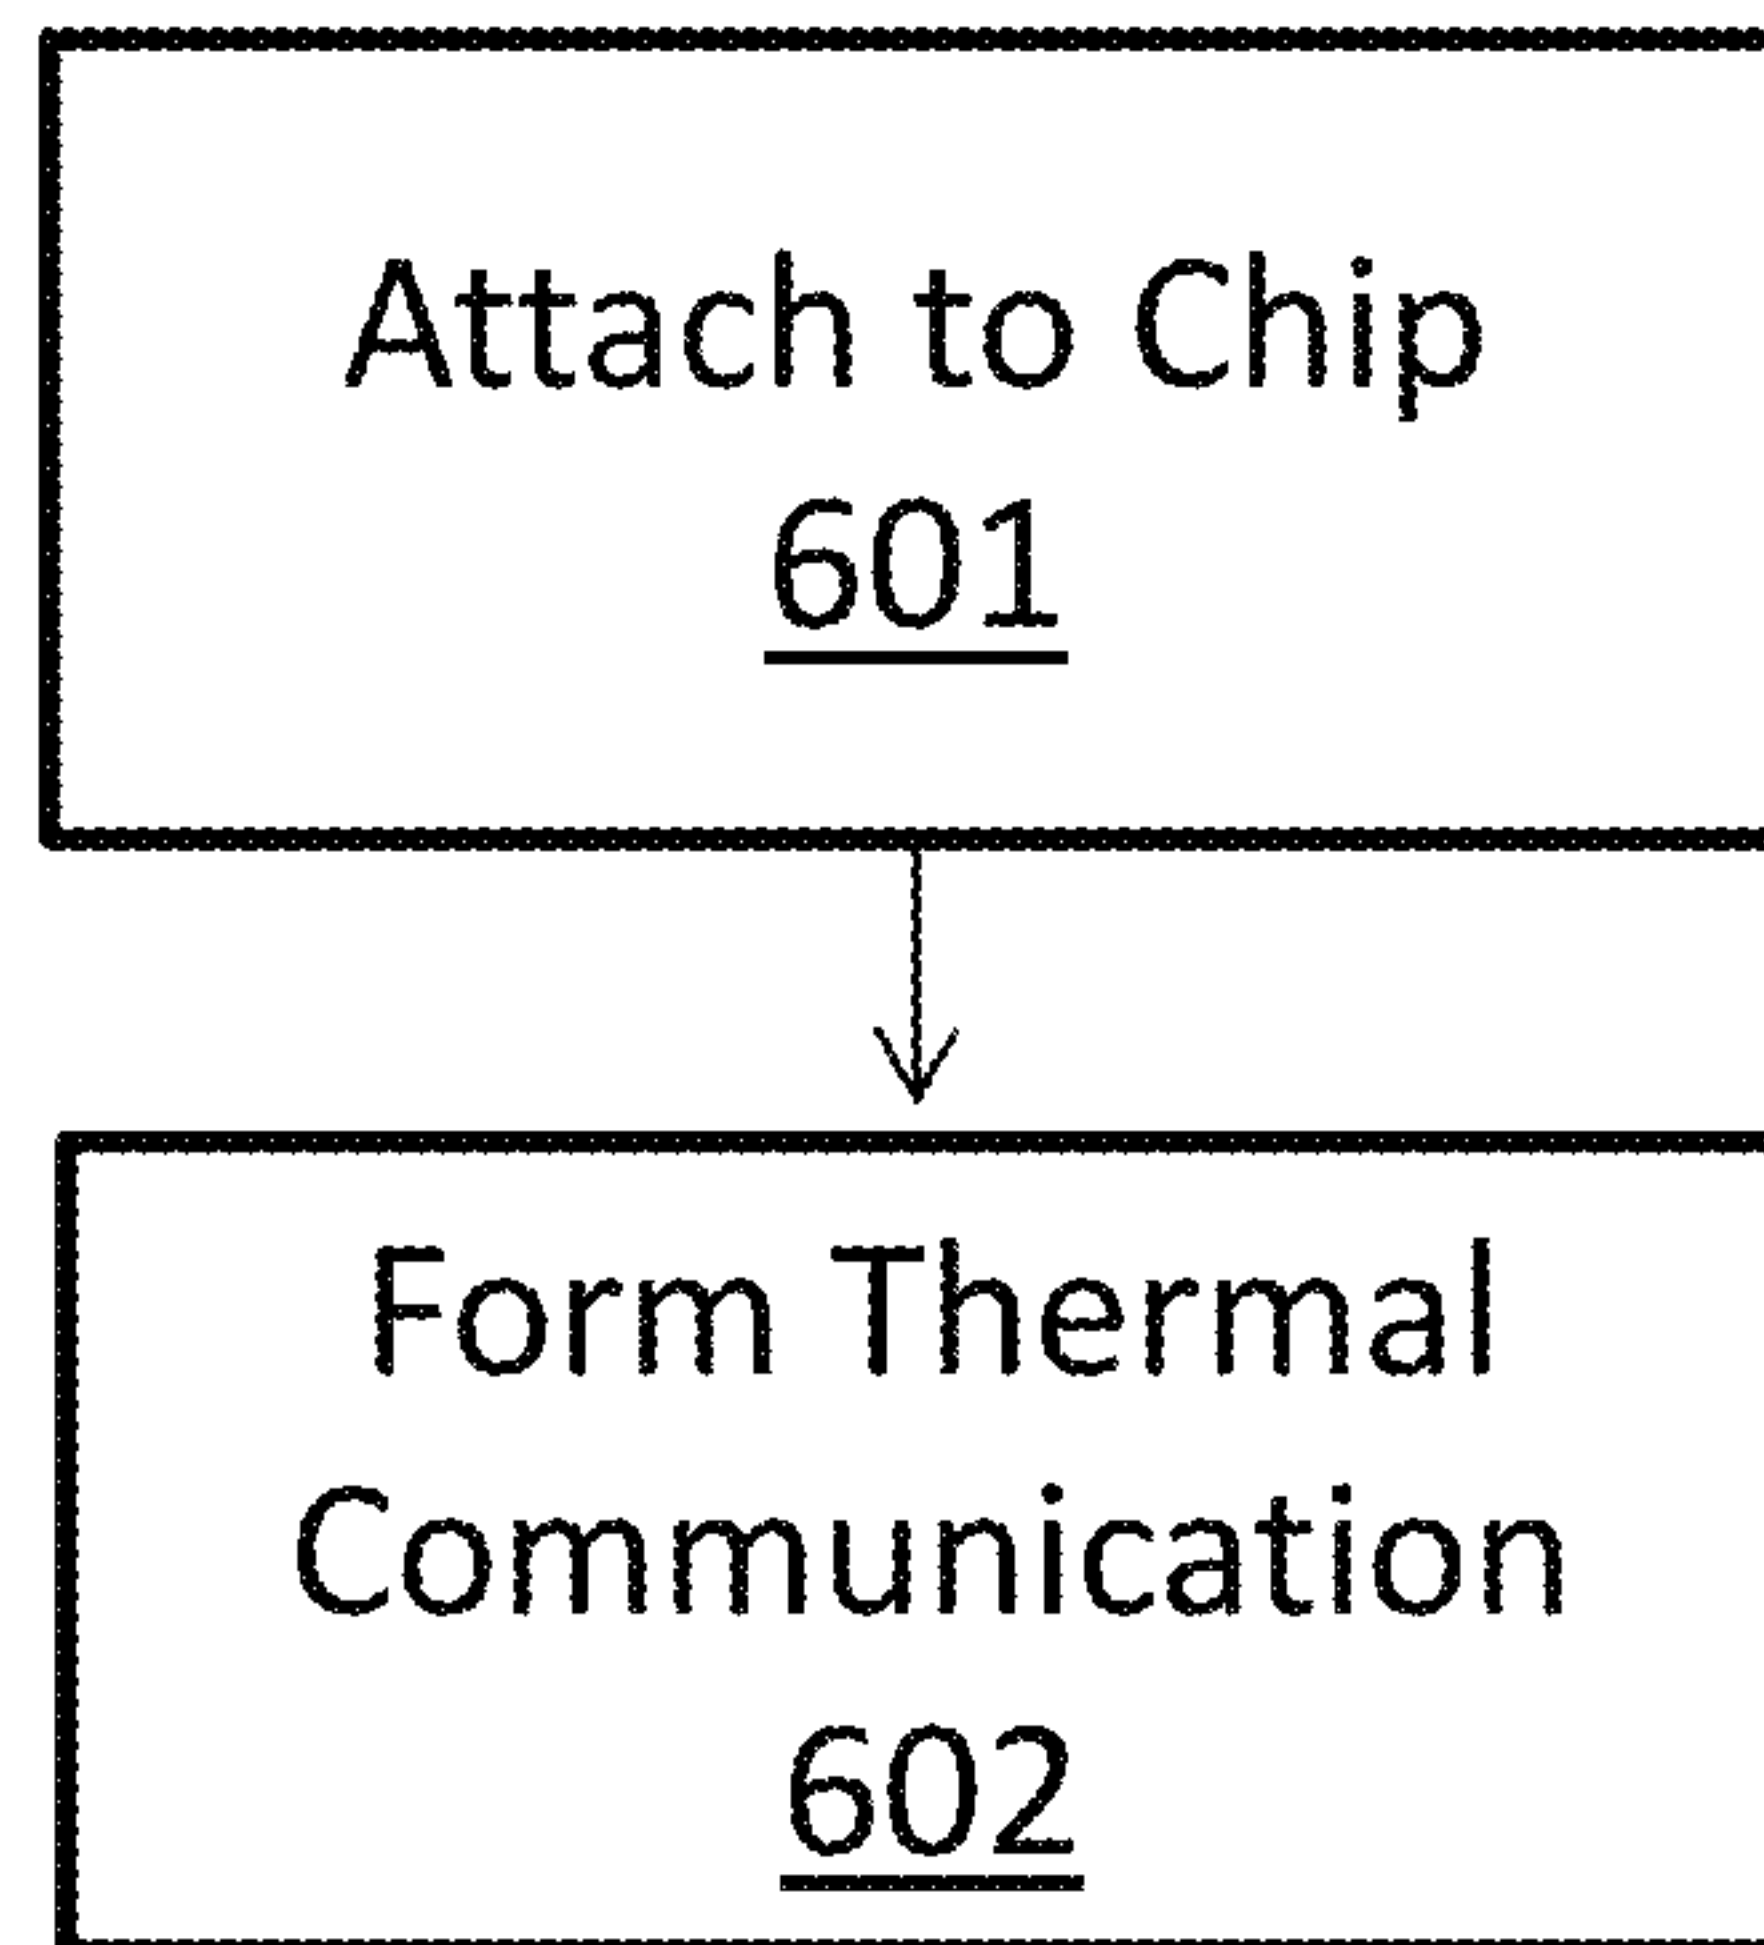 Attach to Chip
601
Form Thermal
Communication
602